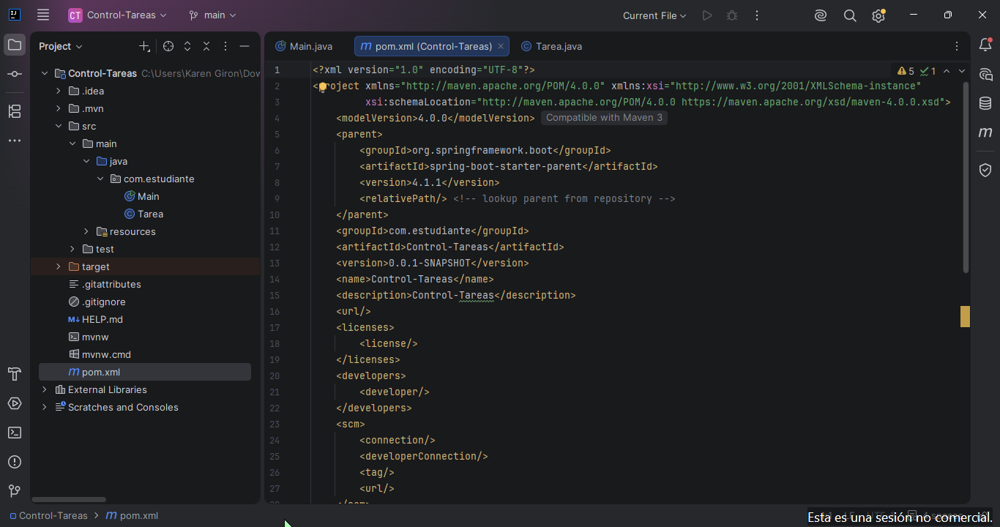 CT Control-Tareas main Current File
Project
Main.java pom.xml (Control-Tareas) Tarea.java
Control-Tareas C:\Users\Karen Giron\Dow
.idea
.mvn
src
main
java
com.estudiante
Main
Tarea
resources
test
target
.gitattributes
.gitignore
M↓ HELP.md
mvnw
mvnw.cmd
m pom.xml
External Libraries
Scratches and Consoles
5 1
1 <?xml version="1.0" encoding="UTF-8"?>
2 <project xmlns="http://maven.apache.org/POM/4.0.0" xmlns:xsi="http://www.w3.org/2001/XMLSchema-instance"
3 xsi:schemaLocation="http://maven.apache.org/POM/4.0.0 https://maven.apache.org/xsd/maven-4.0.0.xsd">
4 <modelVersion>4.0.0</modelVersion> Compatible with Maven 3
5 <parent>
6 <groupId>org.springframework.boot</groupId>
7 <artifactId>spring-boot-starter-parent</artifactId>
8 <version>4.1.1</version>
9 <relativePath/> <!-- lookup parent from repository -->
10 </parent>
11 <groupId>com.estudiante</groupId>
12 <artifactId>Control-Tareas</artifactId>
13 <version>0.0.1-SNAPSHOT</version>
14 <name>Control-Tareas</name>
15 <description>Control-Tareas</description>
16 <url/>
17 <licenses>
18 <license/>
19 </licenses>
20 <developers>
21 <developer/>
22 </developers>
23 <scm>
24 <connection/>
25 <developerConnection/>
26 <tag/>
27 <url/>
28 </scm>
Control-Tareas > m pom.xml
Esta es una sesión no comercial.